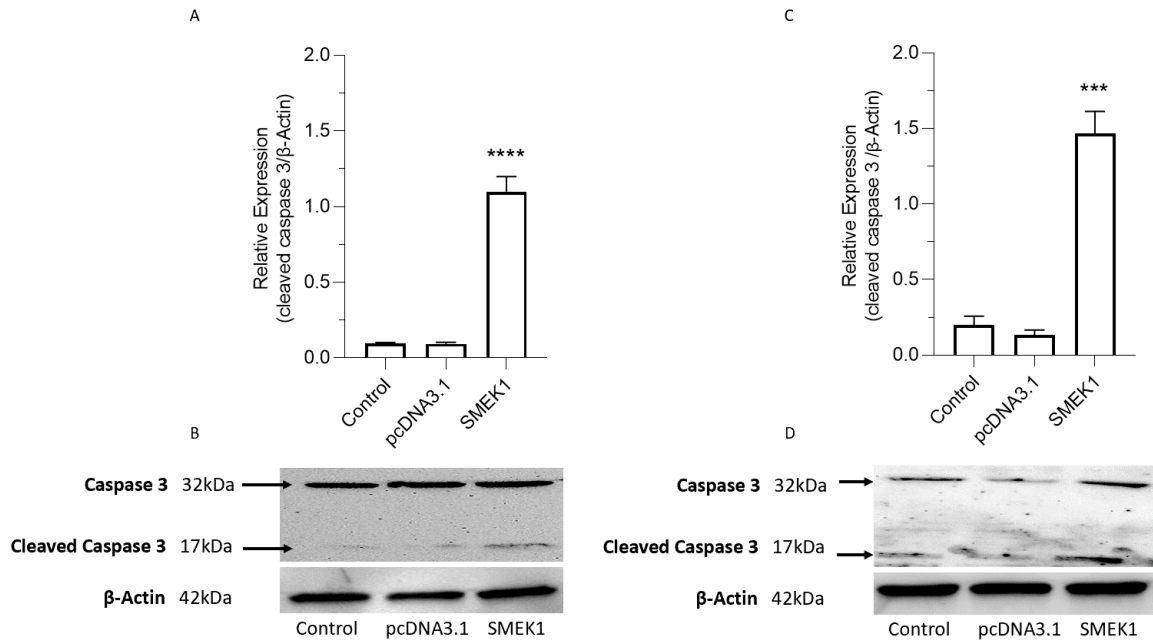 A
2.0
1.5
1.0
0.5
0.0
Relative Expression
(cleaved caspase 3/β-Actin)
****
Control
pcDNA3.1
SMEK1
C
2.0
1.5
1.0
0.5
0.0
Relative Expression
(cleaved caspase 3 /β-Actin)
***
Control
pcDNA3.1
SMEK1
B
Caspase 3 32kDa
Cleaved Caspase 3 17kDa
β-Actin 42kDa
Control pcDNA3.1 SMEK1
D
Caspase 3 32kDa
Cleaved Caspase 3 17kDa
β-Actin 42kDa
Control pcDNA3.1 SMEK1